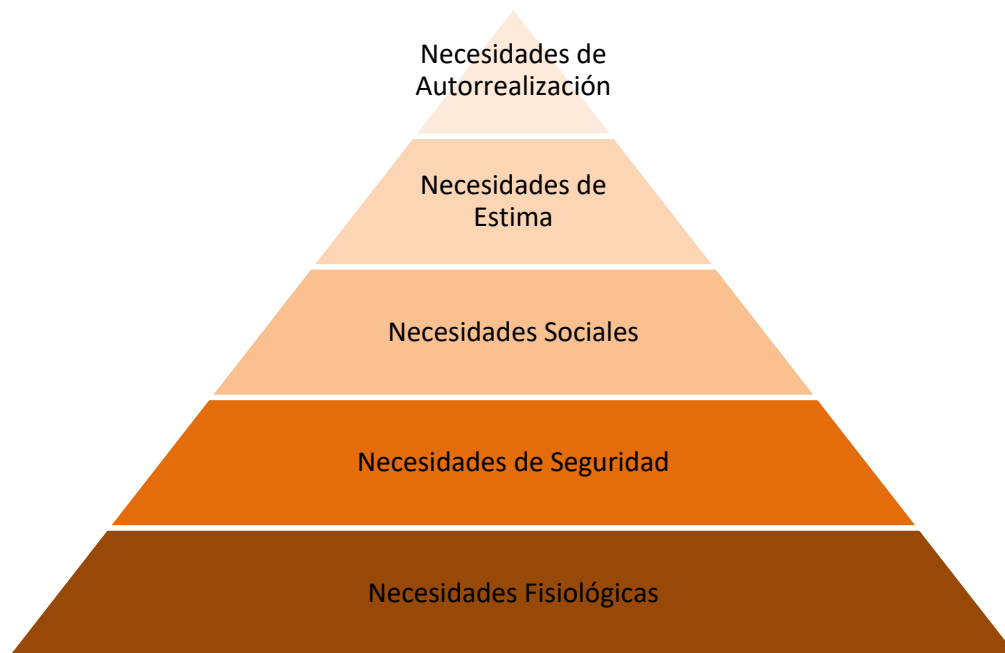 Necesidades de
Autorrealización
Necesidades de
Estima
Necesidades Sociales
Necesidades de Seguridad
Necesidades Fisiológicas